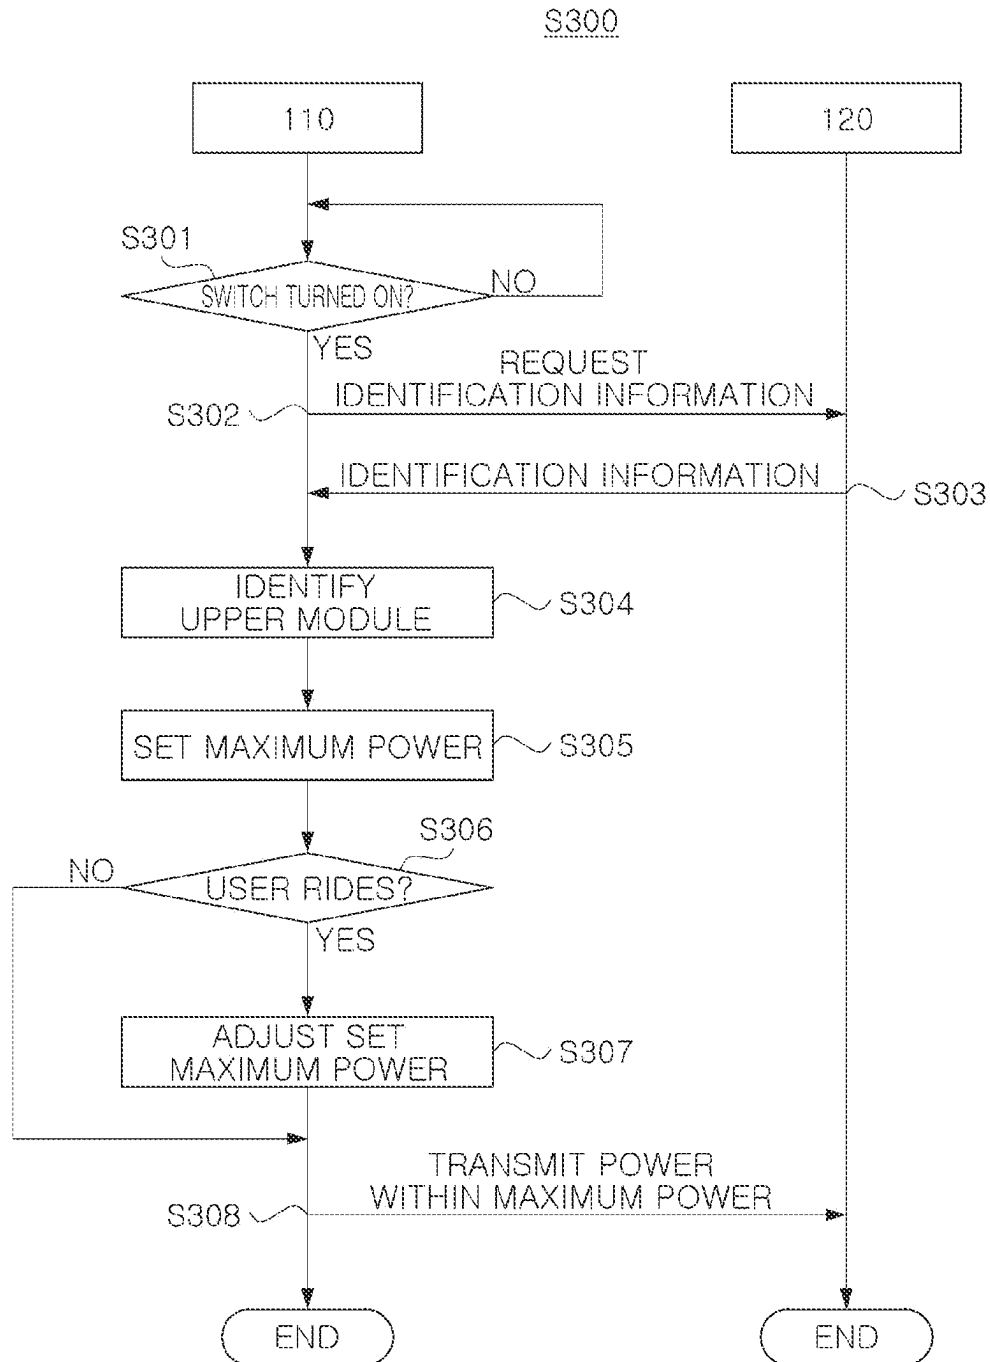 S300
110
120
S301
SWITCH TURNED ON?
NO
YES
REQUEST
IDENTIFICATION INFORMATION
S302
IDENTIFICATION INFORMATION
S303
IDENTIFY
UPPER MODULE
S304
SET MAXIMUM POWER
S305
S306
NO
USER RIDES?
YES
ADJUST SET
MAXIMUM POWER
S307
TRANSMIT POWER
WITHIN MAXIMUM POWER
S308
END
END